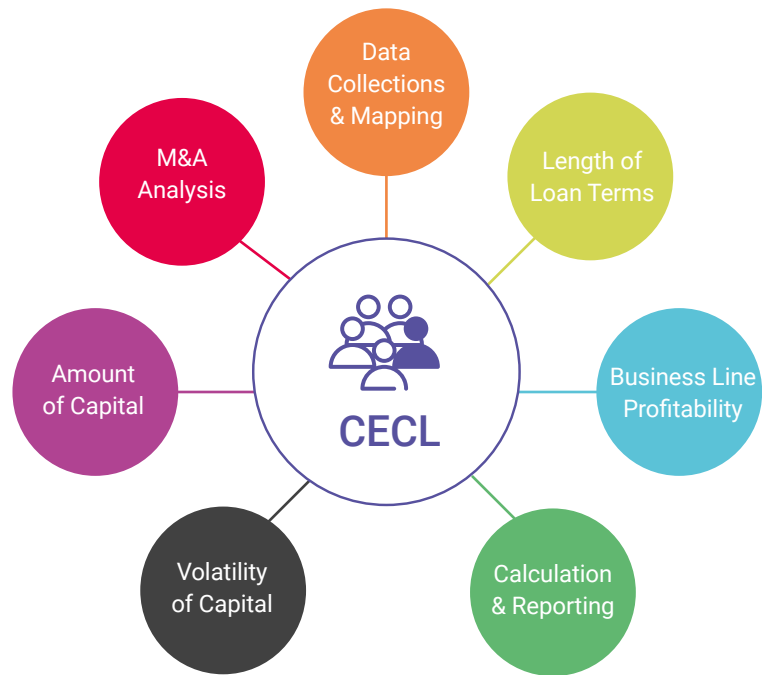 Data
Collections
& Mapping
Length of
Loan Terms
Business Line
Profitability
Calculation
& Reporting
Volatility
of Capital
Amount
of Capital
M&A
Analysis
CECL